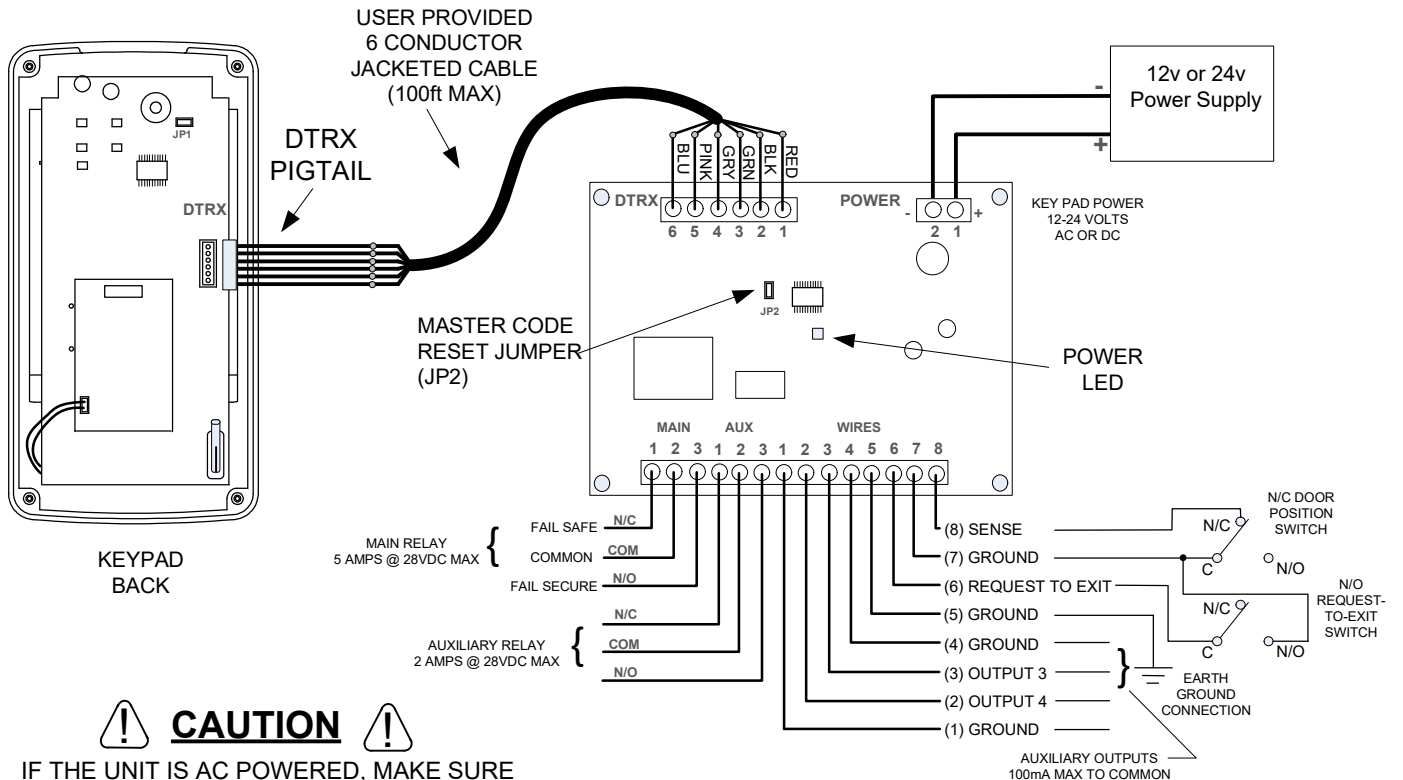 USER PROVIDED
6 CONDUCTOR
JACKETED CABLE
(100ft MAX)
12v or 24v
Power Supply
-
+
JP1
DTRX
PIGTAIL
DTRX
BLU
PINK
GRY
GRN
BLK
RED
DTRX
6 5 4 3 2 1
POWER
- +
2 1
KEY PAD POWER
12-24 VOLTS
AC OR DC
JP2
MASTER CODE
RESET JUMPER
(JP2)
POWER
LED
MAIN AUX WIRES
1 2 3 1 2 3 1 2 3 4 5 6 7 8
KEYPAD
BACK
MAIN RELAY
5 AMPS @ 28VDC MAX
{
FAIL SAFE N/C
COMMON COM
FAIL SECURE N/O
AUXILIARY RELAY
2 AMPS @ 28VDC MAX
{
N/C
COM
N/O
(8) SENSE
(7) GROUND
(6) REQUEST TO EXIT
(5) GROUND
(4) GROUND
(3) OUTPUT 3
(2) OUTPUT 4
(1) GROUND
}
N/C DOOR
POSITION
SWITCH
N/C
C
N/O
N/O
REQUEST-
TO-EXIT
SWITCH
N/C
C
N/O
EARTH
GROUND
CONNECTION
AUXILIARY OUTPUTS
100mA MAX TO COMMON
! CAUTION !
IF THE UNIT IS AC POWERED, MAKE SURE